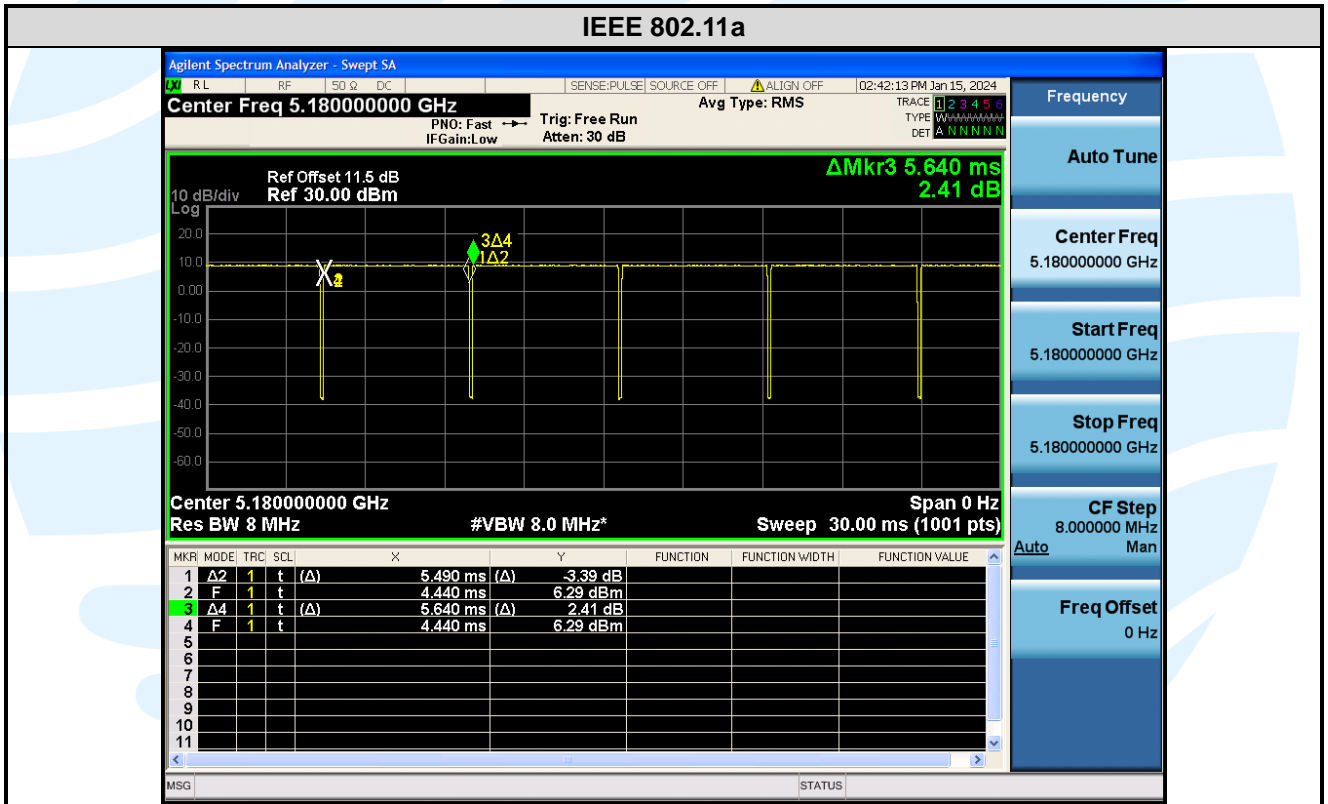 IEEE 802.11a
Agilent Spectrum Analyzer - Swept SA
LXI RL RF 50 Ω DC SENSE:PULSE SOURCE OFF ALIGN OFF 02:42:13 PM Jan 15, 2024
Center Freq 5.180000000 GHz
Avg Type: RMS
TRACE 1 2 3 4 5 6
PNO: Fast
Trig: Free Run
TYPE
IFGain:Low
Atten: 30 dB
DET A N N N N N
ΔMkr3 5.640 ms
2.41 dB
Ref Offset 11.5 dB
10 dB/div Ref 30.00 dBm
Log
20.0
10.0
0.00
-10.0
-20.0
-30.0
-40.0
-50.0
-60.0
3Δ4
1Δ2
X
Center 5.180000000 GHz Span 0 Hz
Res BW 8 MHz #VBW 8.0 MHz* Sweep 30.00 ms (1001 pts)
MKR MODE TRC SCL X Y FUNCTION FUNCTION WIDTH FUNCTION VALUE
1 Δ2 1 t (Δ) 5.490 ms (Δ) -3.39 dB
2 F 1 t 4.440 ms 6.29 dBm
3 Δ4 1 t (Δ) 5.640 ms (Δ) 2.41 dB
4 F 1 t 4.440 ms 6.29 dBm
5
6
7
8
9
10
11
MSG STATUS
Frequency
Auto Tune
Center Freq
5.180000000 GHz
Start Freq
5.180000000 GHz
Stop Freq
5.180000000 GHz
CF Step
8.000000 MHz
Auto Man
Freq Offset
0 Hz